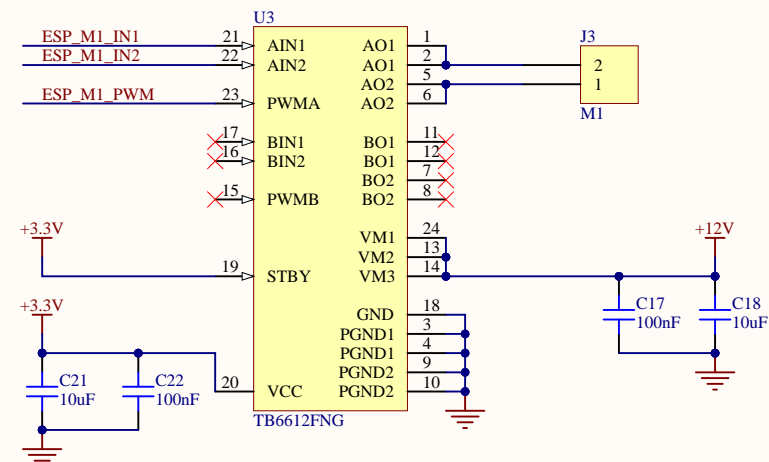 U3
ESP_M1_IN1 21 AIN1 AO1 1 J3
ESP_M1_IN2 22 AIN2 AO1 2 2
AO2 5 1
ESP_M1_PWM 23 PWMA AO2 6 M1
17 BIN1 BO1 11
16 BIN2 BO1 12
BO2 7
15 PWMB BO2 8
+3.3V VM1 24 +12V
VM2 13
19 STBY VM3 14
+3.3V GND 18 C17 C18
PGND1 3 100nF 10uF
PGND1 4
C21 C22 PGND2 9
10uF 100nF 20 VCC PGND2 10
TB6612FNG